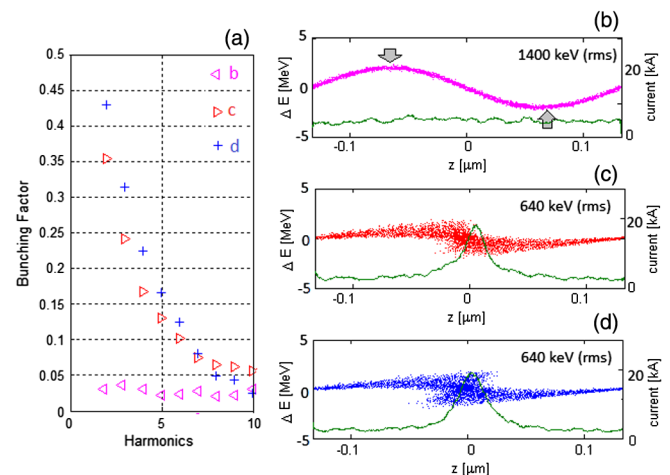 (a)
0.5
0.45
0.4
0.35
0.3
0.25
0.2
0.15
0.1
0.05
0
0
5
10
Bunching Factor
Harmonics
b
c
d
(b)
1400 keV (rms)
5
0
-5
Δ E [MeV]
30
20
10
0
current [kA]
-0.1
0
0.1
z [μm]
(c)
640 keV (rms)
5
0
-5
Δ E [MeV]
20
10
0
current [kA]
-0.1
0
0.1
z [μm]
(d)
640 keV (rms)
5
0
-5
Δ E [MeV]
20
10
0
current [kA]
-0.1
0
0.1
z [μm]